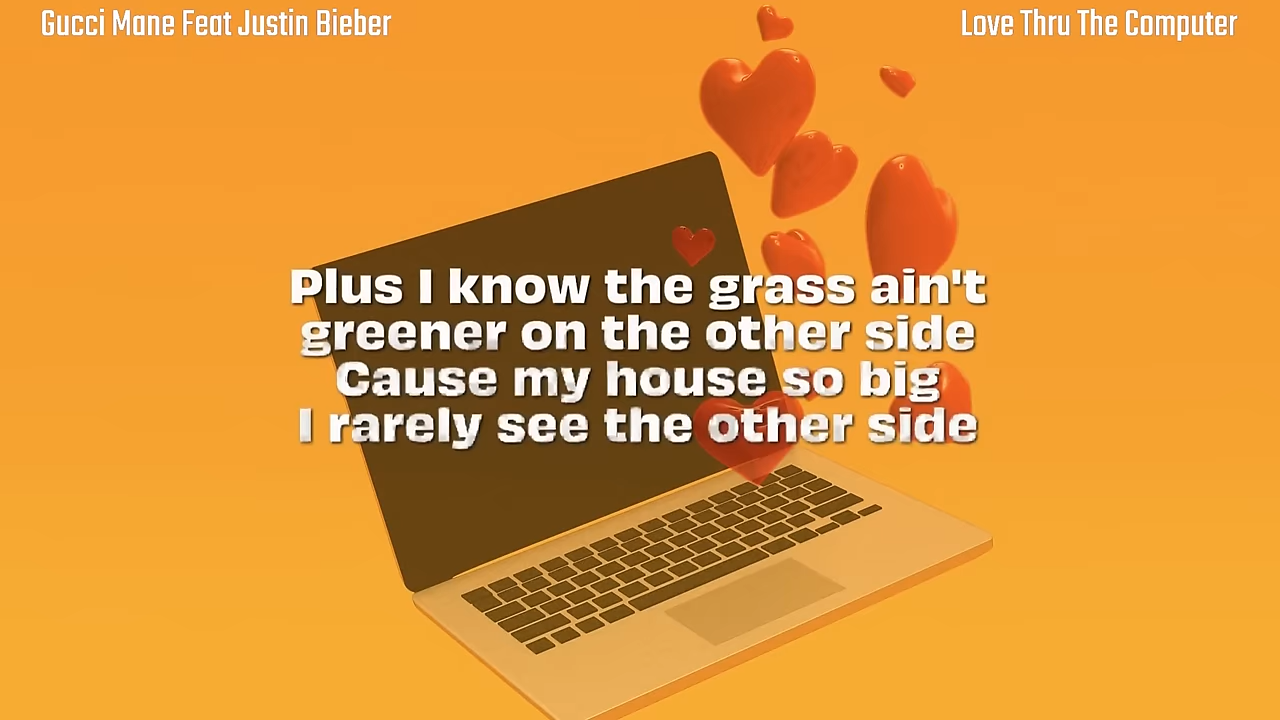 Gucci Mane Feat Justin Bieber
Love Thru The Computer
Plus I know the grass ain't
greener on the other side
Cause my house so big
I rarely see the other side